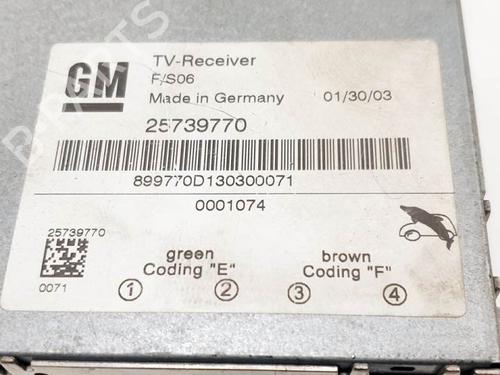 GM
TV-Receiver
F/S06
Made in Germany 01/30/03
25739770
899770D130300071
0001074
25739770
0071
green
Coding "E"
brown
Coding "F"
1 2 3 4